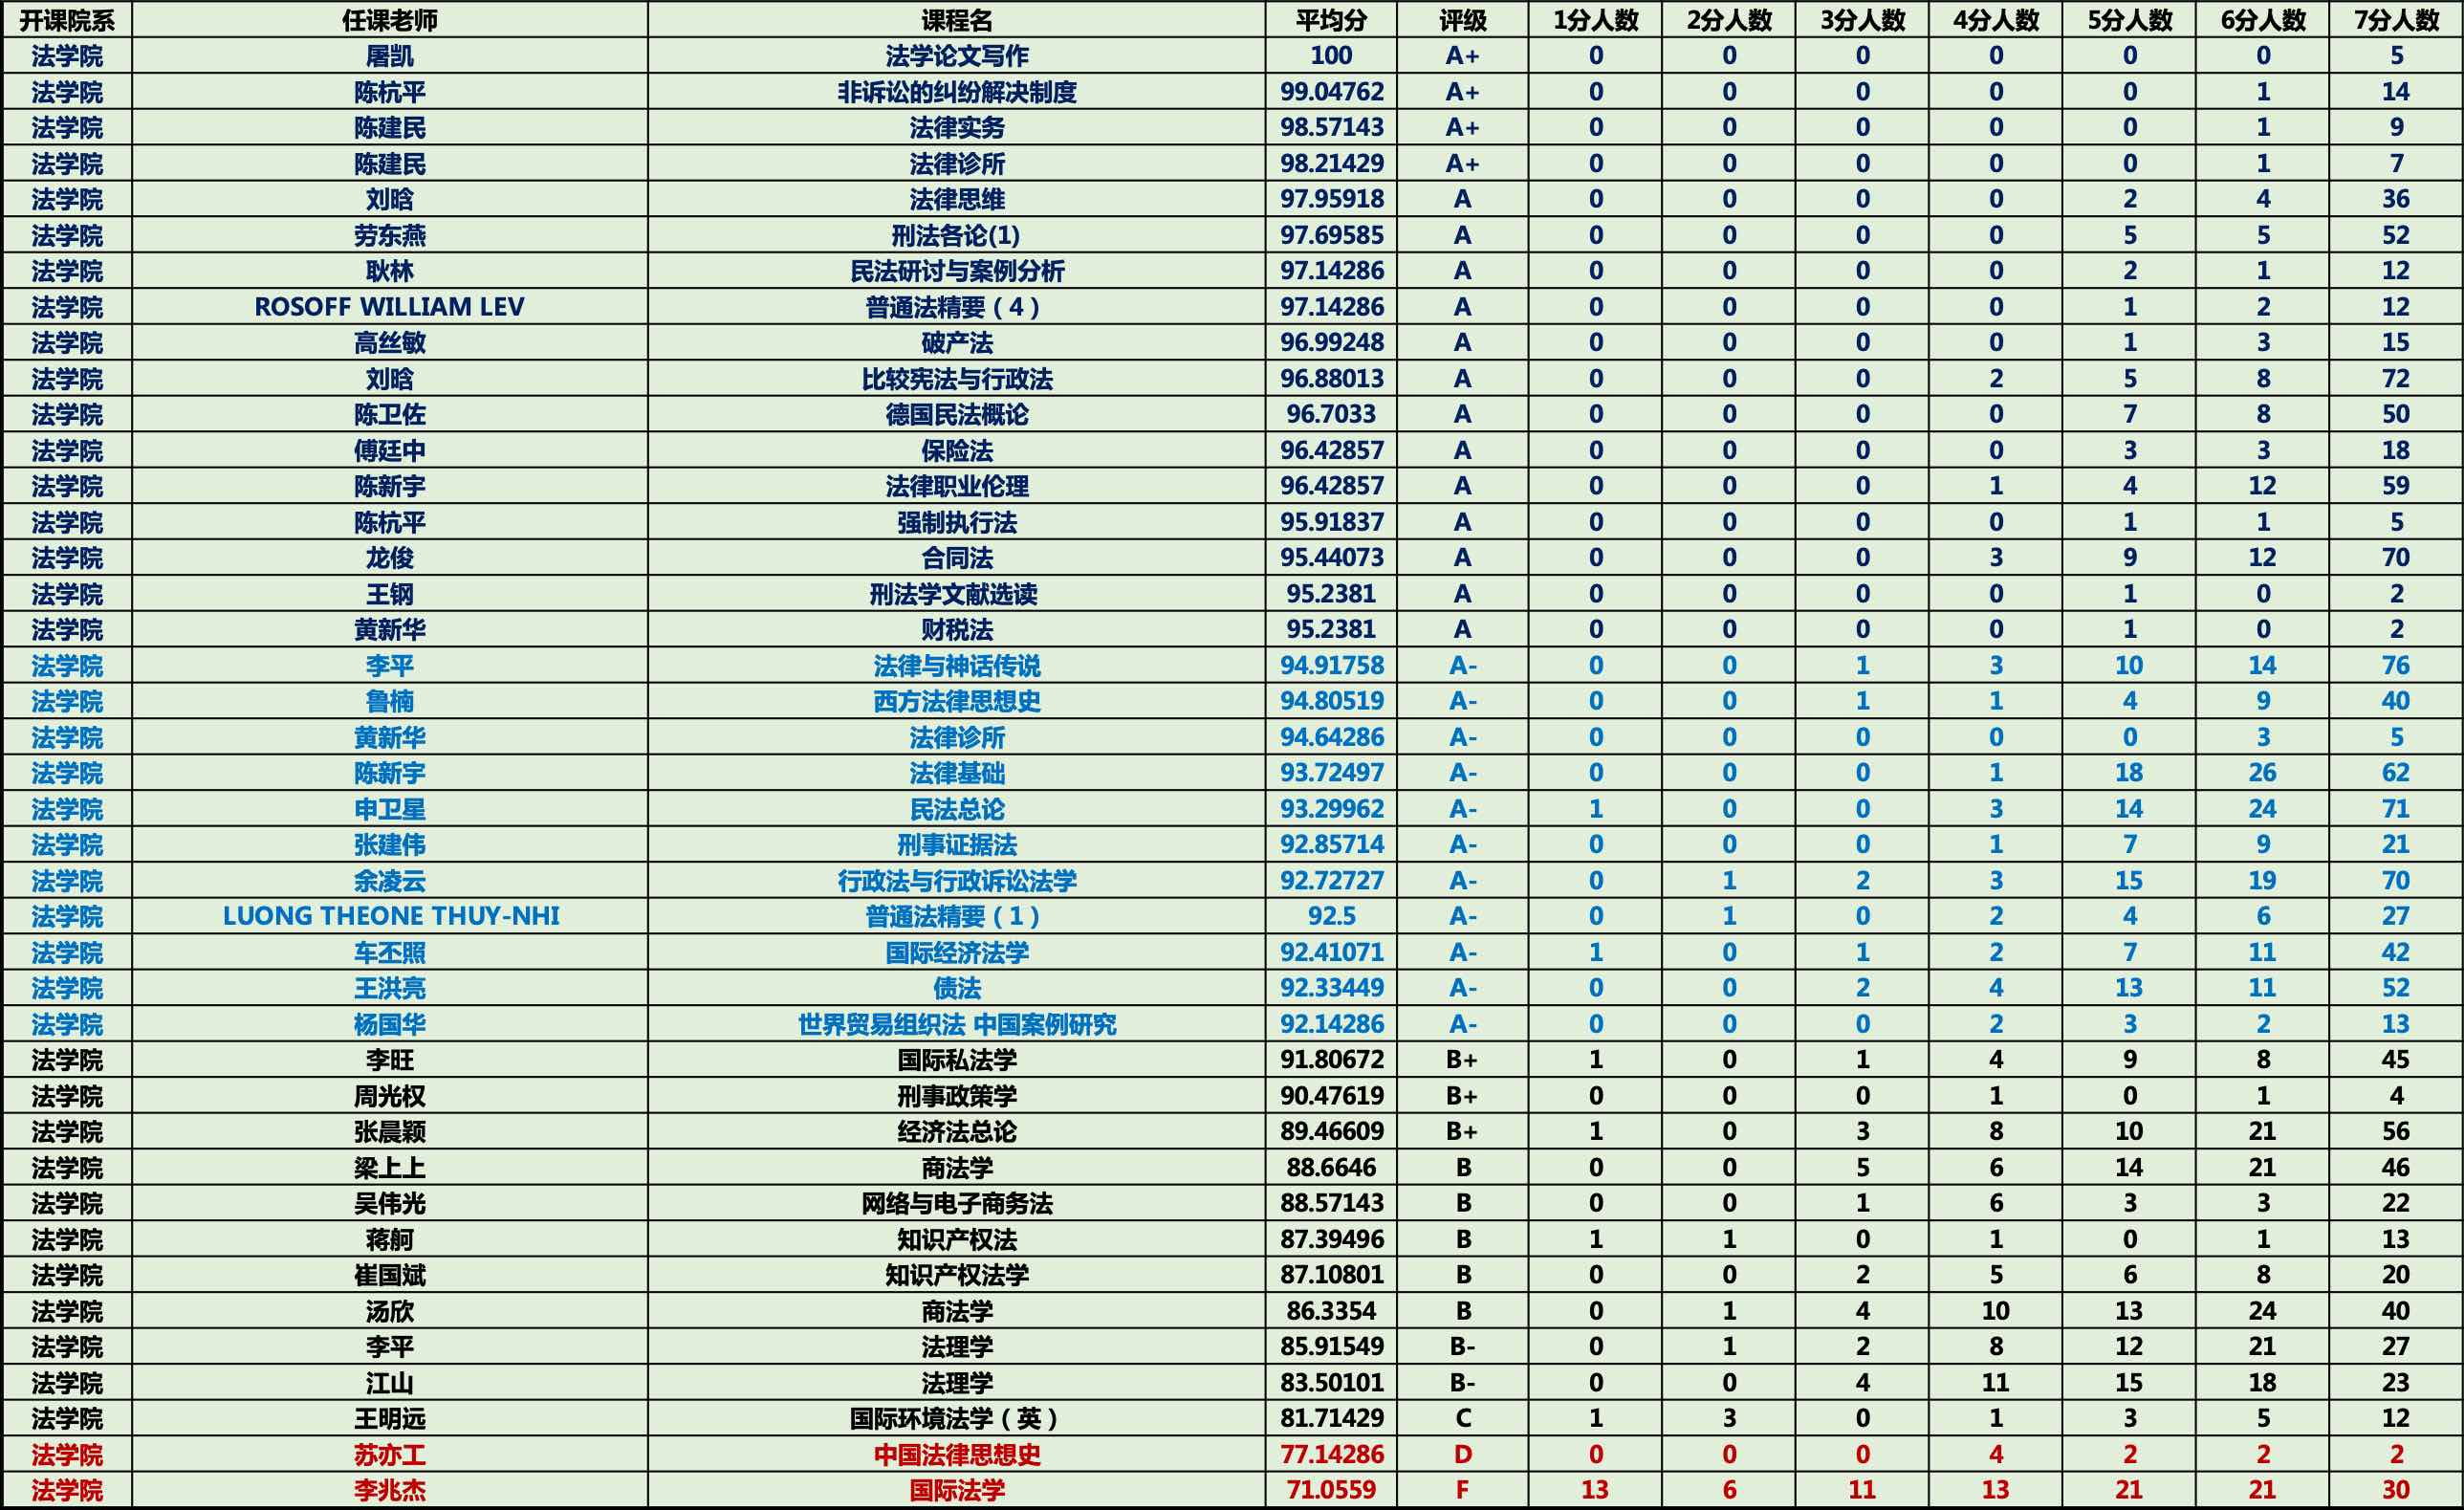 开课院系 任课老师 课程名 平均分 评级 1分人数 2分人数 3分人数 4分人数 5分人数 6分人数 7分人数
法学院 屠凯 法学论文写作 100 A+ 0 0 0 0 0 0 5
法学院 陈杭平 非诉讼的纠纷解决制度 99.04762 A+ 0 0 0 0 0 1 14
法学院 陈建民 法律实务 98.57143 A+ 0 0 0 0 0 1 9
法学院 陈建民 法律诊所 98.21429 A+ 0 0 0 0 0 1 7
法学院 刘晗 法律思维 97.95918 A 0 0 0 0 2 4 36
法学院 劳东燕 刑法各论(1) 97.69585 A 0 0 0 0 5 5 52
法学院 耿林 民法研讨与案例分析 97.14286 A 0 0 0 0 2 1 12
法学院 ROSOFF WILLIAM LEV 普通法精要（4） 97.14286 A 0 0 0 0 1 2 12
法学院 高丝敏 破产法 96.99248 A 0 0 0 0 1 3 15
法学院 刘晗 比较宪法与行政法 96.88013 A 0 0 0 2 5 8 72
法学院 陈卫佐 德国民法概论 96.7033 A 0 0 0 0 7 8 50
法学院 傅廷中 保险法 96.42857 A 0 0 0 0 3 3 18
法学院 陈新宇 法律职业伦理 96.42857 A 0 0 0 1 4 12 59
法学院 陈杭平 强制执行法 95.91837 A 0 0 0 0 1 1 5
法学院 龙俊 合同法 95.44073 A 0 0 0 3 9 12 70
法学院 王钢 刑法学文献选读 95.2381 A 0 0 0 0 1 0 2
法学院 黄新华 财税法 95.2381 A 0 0 0 0 1 0 2
法学院 李平 法律与神话传说 94.91758 A- 0 0 1 3 10 14 76
法学院 鲁楠 西方法律思想史 94.80519 A- 0 0 1 1 4 9 40
法学院 黄新华 法律诊所 94.64286 A- 0 0 0 0 0 3 5
法学院 陈新宇 法律基础 93.72497 A- 0 0 0 1 18 26 62
法学院 申卫星 民法总论 93.29962 A- 1 0 0 3 14 24 71
法学院 张建伟 刑事证据法 92.85714 A- 0 0 0 1 7 9 21
法学院 余凌云 行政法与行政诉讼法学 92.72727 A- 0 1 2 3 15 19 70
法学院 LUONG THEONE THUY-NHI 普通法精要（1） 92.5 A- 0 1 0 2 4 6 27
法学院 车丕照 国际经济法学 92.41071 A- 1 0 1 2 7 11 42
法学院 王洪亮 债法 92.33449 A- 0 0 2 4 13 11 52
法学院 杨国华 世界贸易组织法 中国案例研究 92.14286 A- 0 0 0 2 3 2 13
法学院 李旺 国际私法学 91.80672 B+ 1 0 1 4 9 8 45
法学院 周光权 刑事政策学 90.47619 B+ 0 0 0 1 0 1 4
法学院 张晨颖 经济法总论 89.46609 B+ 1 0 3 8 10 21 56
法学院 梁上上 商法学 88.6646 B 0 0 5 6 14 21 46
法学院 吴伟光 网络与电子商务法 88.57143 B 0 0 1 6 3 3 22
法学院 蒋舸 知识产权法 87.39496 B 1 1 0 1 0 1 13
法学院 崔国斌 知识产权法学 87.10801 B 0 0 2 5 6 8 20
法学院 汤欣 商法学 86.3354 B 0 1 4 10 13 24 40
法学院 李平 法理学 85.91549 B- 0 1 2 8 12 21 27
法学院 江山 法理学 83.50101 B- 0 0 4 11 15 18 23
法学院 王明远 国际环境法学（英） 81.71429 C 1 3 0 1 3 5 12
法学院 苏亦工 中国法律思想史 77.14286 D 0 0 0 4 2 2 2
法学院 李兆杰 国际法学 71.0559 F 13 6 11 13 21 21 30